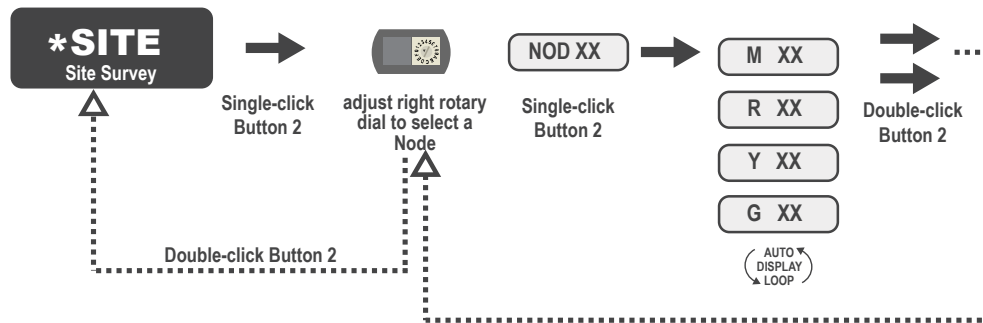 *SITE
Site Survey
Single-click
Button 2
adjust right rotary
dial to select a
Node
NOD XX
Single-click
Button 2
M XX
R XX
Y XX
G XX
AUTO
DISPLAY
LOOP
Double-click
Button 2
Double-click Button 2